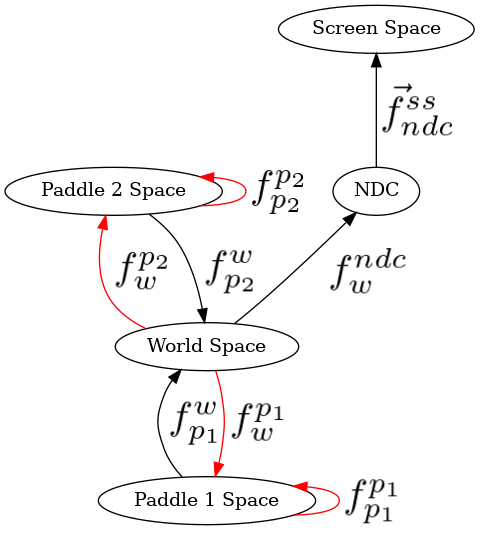 Screen Space
$\vec{f}_{ndc}^{ss}$
Paddle 2 Space
$f_{p_2}^{p_2}$
NDC
$f_{w}^{p_2}$
$f_{p_2}^{w}$
$f_{w}^{ndc}$
World Space
$f_{p_1}^{w}$
$f_{w}^{p_1}$
Paddle 1 Space
$f_{p_1}^{p_1}$